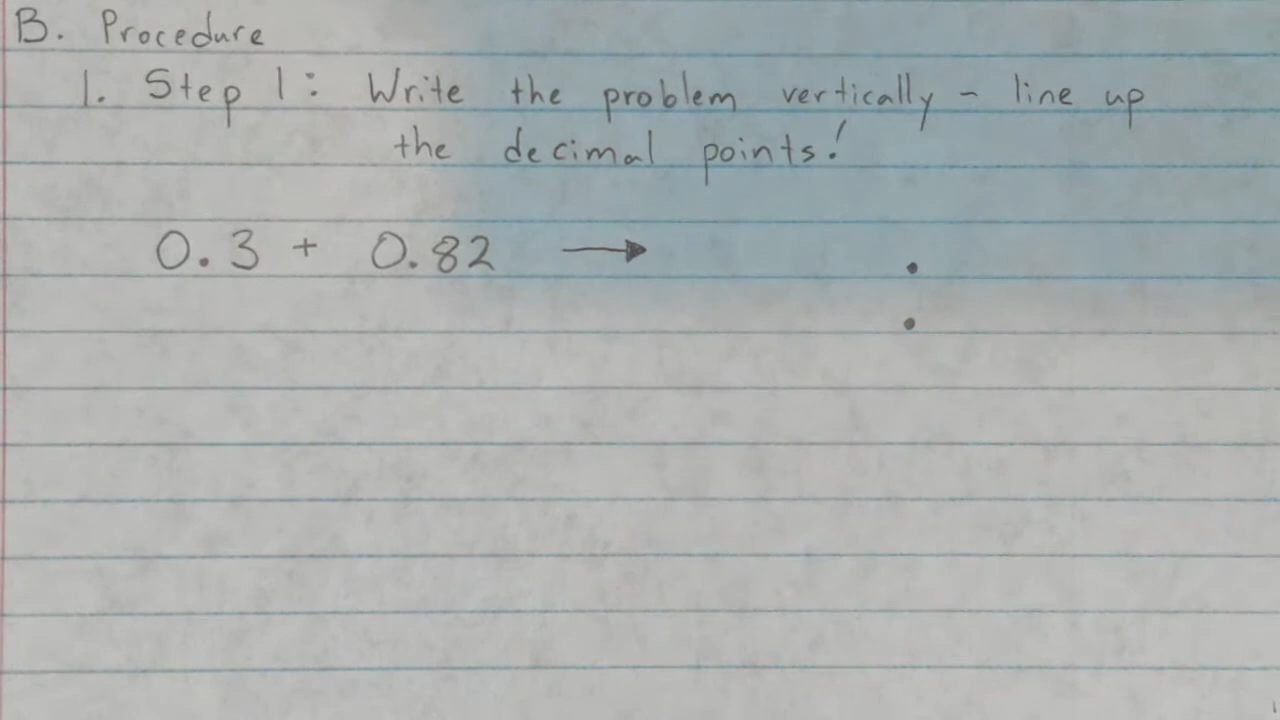 B. Procedure
1. Step 1: Write the problem vertically - line up
the decimal points!
0.3 + 0.82 →
.
.